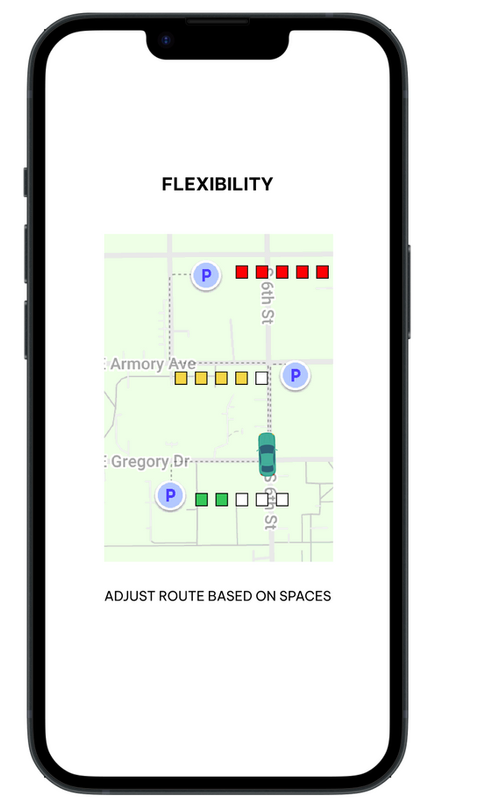 FLEXIBILITY
P
S 6th St
E Armory Ave
P
E Gregory Dr
P
S 6th St
ADJUST ROUTE BASED ON SPACES